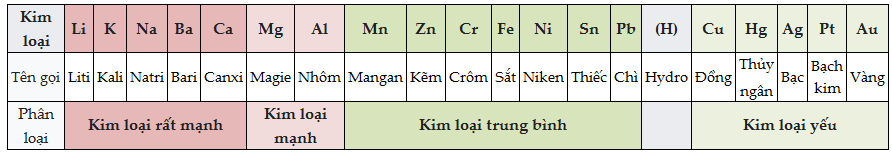 Kim loại Li K Na Ba Ca Mg Al Mn Zn Cr Fe Ni Sn Pb (H) Cu Hg Ag Pt Au
Tên gọi Liti Kali Natri Bari Canxi Magie Nhôm Mangan Kẽm Crôm Sắt Niken Thiếc Chì Hydro Đồng Thủy ngân Bạc Bạch kim Vàng
Phân loại Kim loại rất mạnh Kim loại mạnh Kim loại trung bình Kim loại yếu